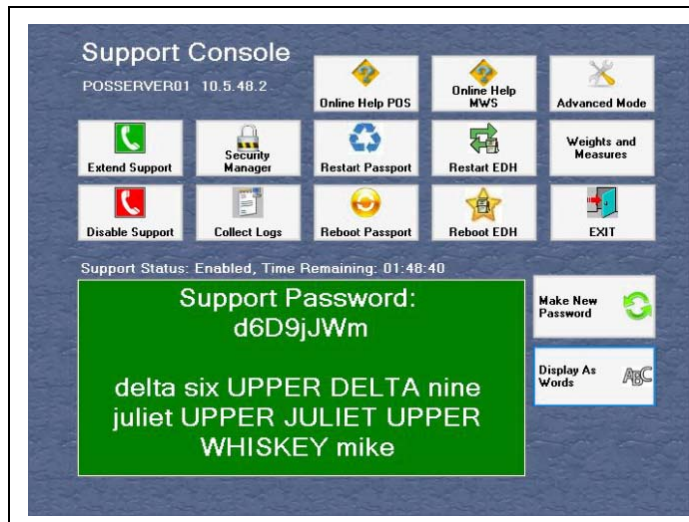 Support Console
POSSERVER01 10.5.48.2
Online Help POS
Online Help
MWS
Advanced Mode
Extend Support
Security
Manager
Restart Passport
Restart EDH
Weights and
Measures
Disable Support
Collect Logs
Reboot Passport
Reboot EDH
EXIT
Support Status: Enabled, Time Remaining: 01:48:40
Support Password:
d6D9jJWm
delta six UPPER DELTA nine
juliet UPPER JULIET UPPER
WHISKEY mike
Make New
Password
Display As
Words
ABC